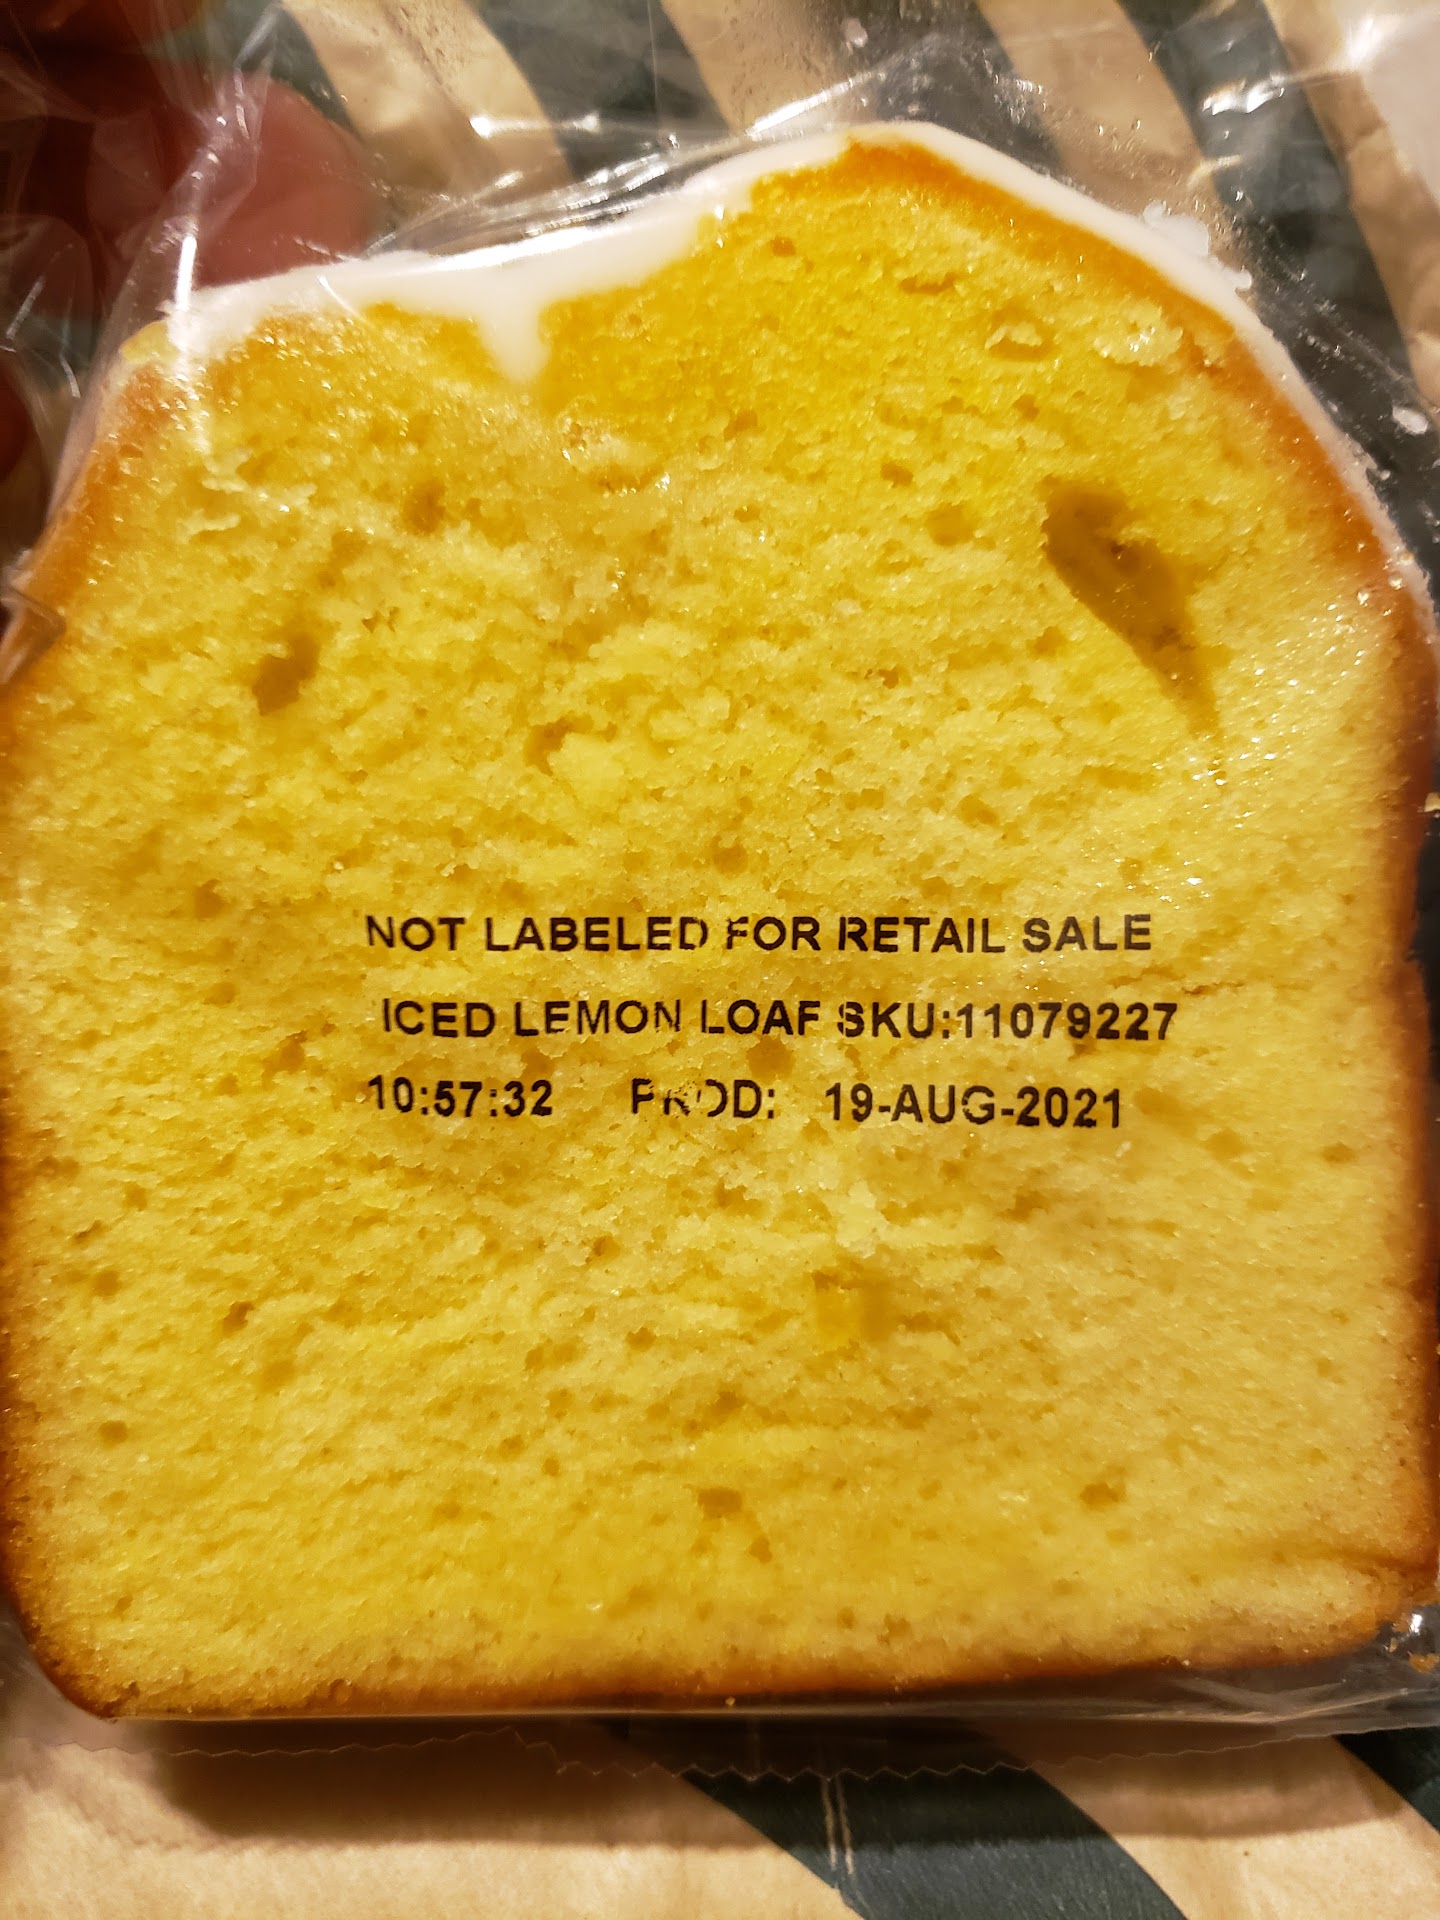 NOT LABELED FOR RETAIL SALE
ICED LEMON LOAF SKU:11079227
10:57:32 PROD: 19-AUG-2021